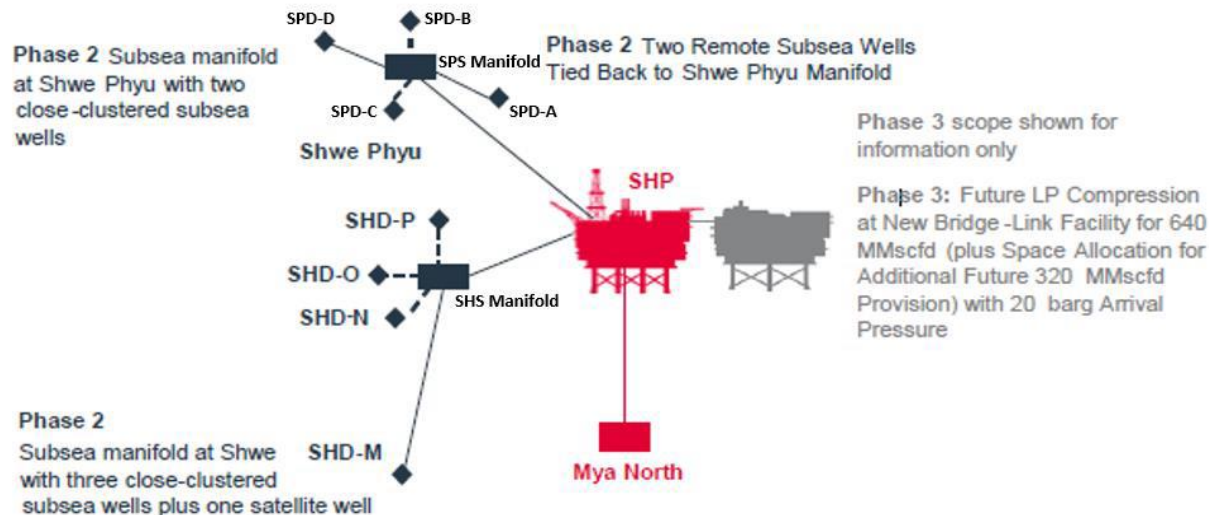 SPD-D
SPD-B
Phase 2 Subsea manifold
at Shwe Phyu with two
close-clustered subsea
wells
SPS Manifold
Phase 2 Two Remote Subsea Wells
Tied Back to Shwe Phyu Manifold
SPD-C
SPD-A
Shwe Phyu
Phase 3 scope shown for
information only
SHP
Phase 3: Future LP Compression
at New Bridge-Link Facility for 640
MMscfd (plus Space Allocation for
Additional Future 320 MMscfd
Provision) with 20 barg Arrival
Pressure
SHD-P
SHD-O
SHS Manifold
SHD-N
Phase 2
Subsea manifold at Shwe
with three close-clustered
subsea wells plus one satellite well
SHD-M
Mya North